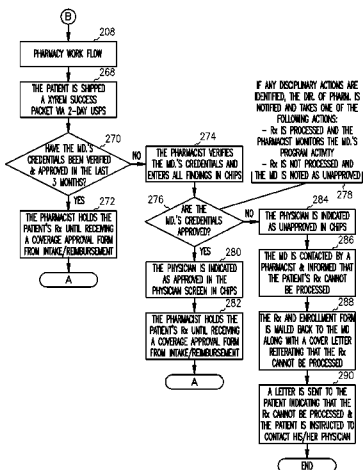 B
208
PHARMACY WORK FLOW
268
THE PATIENT IS SHIPPED
A XYREM SUCCESS
PACKET VIA 2-DAY USPS
270
HAVE THE MD.'S
CREDENTIALS BEEN VERIFIED
& APPROVED IN THE LAST
3 MONTHS?
NO
YES
272
THE PHARMACIST HOLDS THE
PATIENT'S Rx UNTIL RECEIVING
A COVERAGE APPROVAL FORM
FROM INTAKE/REIMBURSEMENT
A
274
THE PHARMACIST VERIFIES
THE MD.'S CREDENTIALS AND
ENTERS ALL FINDINGS IN CHIPS
276
ARE THE
MD.'S CREDENTIALS
APPROVED?
NO
YES
280
THE PHYSICIAN IS INDICATED
AS APPROVED IN THE
PHYSICIAN SCREEN IN CHIPS
282
THE PHARMACIST HOLDS THE
PATIENT'S Rx UNTIL RECEIVING
A COVERAGE APPROVAL FORM
FROM INTAKE/REIMBURSEMENT
A
IF ANY DISCIPLINARY ACTIONS ARE
IDENTIFIED, THE DIR. OF PHARM. IS
NOTIFIED AND TAKES ONE OF THE
FOLLOWING ACTIONS:
- Rx IS PROCESSED AND THE
PHARMACIST MONITORS THE MD.'S
PROGRAM ACTIVITY
- Rx IS NOT PROCESSED AND
THE MD IS NOTED AS UNAPPROVED
278
284
THE PHYSICIAN IS INDICATED
AS UNAPPROVED IN CHIPS
286
THE MD IS CONTACTED BY A
PHARMACIST & INFORMED THAT
THE PATIENT'S Rx CANNOT
BE PROCESSED
288
THE Rx AND ENROLLMENT FORM
IS MAILED BACK TO THE MD
ALONG WITH A COVER LETTER
REITERATING THAT THE Rx
CANNOT BE PROCESSED
290
A LETTER IS SENT TO THE
PATIENT INDICATING THAT THE
Rx CANNOT BE PROCESSED &
THE PATIENT IS INSTRUCTED TO
CONTACT HIS/HER PHYSICIAN
END